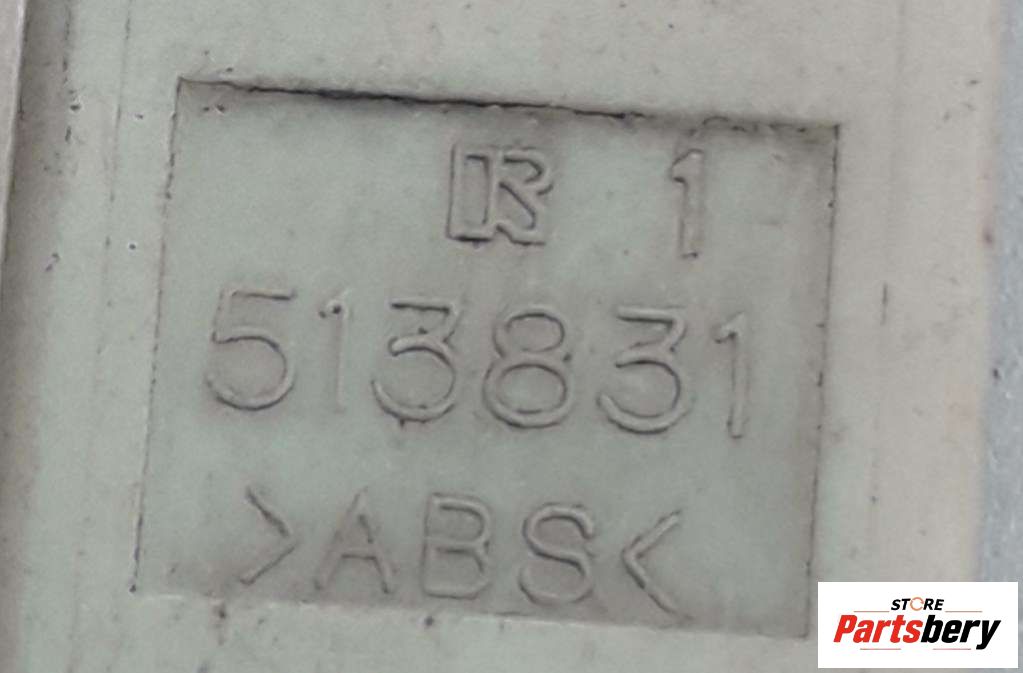 R 1
513831
>ABS<
STORE
Partsbery